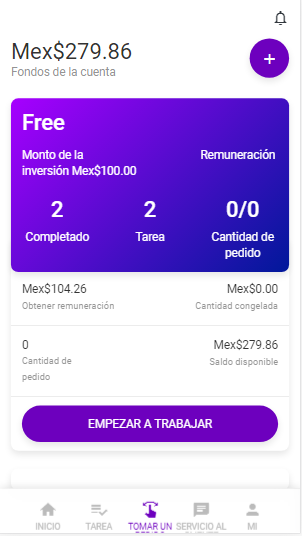 Mex$279.86
Fondos de la cuenta
+
Free
Monto de la
inversión Mex$100.00
Remuneración
2 2 0/0
Completado Tarea Cantidad de
pedido
Mex$104.26 Mex$0.00
Obtener remuneración Cantidad congelada
0 Mex$279.86
Cantidad de
pedido
Saldo disponible
EMPEZAR A TRABAJAR
INICIO TAREA TOMAR UN SERVICIO AL MI